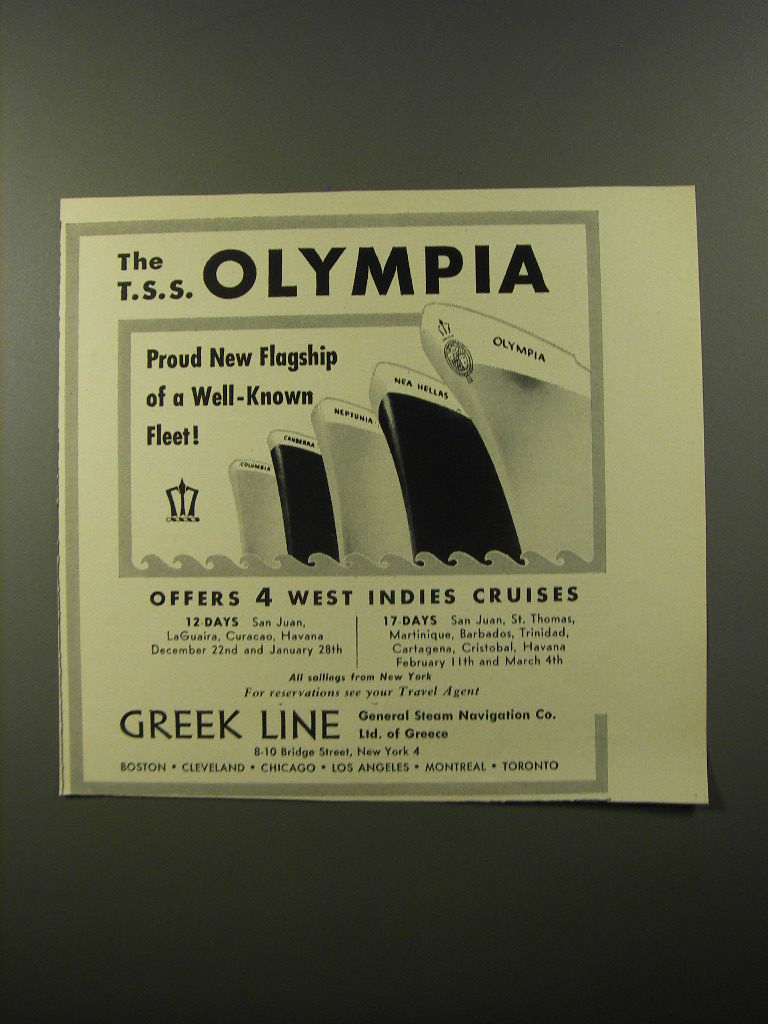 The
T.S.S. OLYMPIA
Proud New Flagship
of a Well-Known
Fleet!
COLUMBIA
CANBERRA
NEPTUNIA
NEA HELLAS
OLYMPIA
OFFERS 4 WEST INDIES CRUISES
12-DAYS San Juan,
LaGuaira, Curacao, Havana
December 22nd and January 28th
17-DAYS San Juan, St. Thomas,
Martinique, Barbados, Trinidad,
Cartagena, Cristobal, Havana
February 11th and March 4th
All sailings from New York
For reservations see your Travel Agent
GREEK LINE
General Steam Navigation Co.
Ltd. of Greece
8-10 Bridge Street, New York 4
BOSTON • CLEVELAND • CHICAGO • LOS ANGELES • MONTREAL • TORONTO